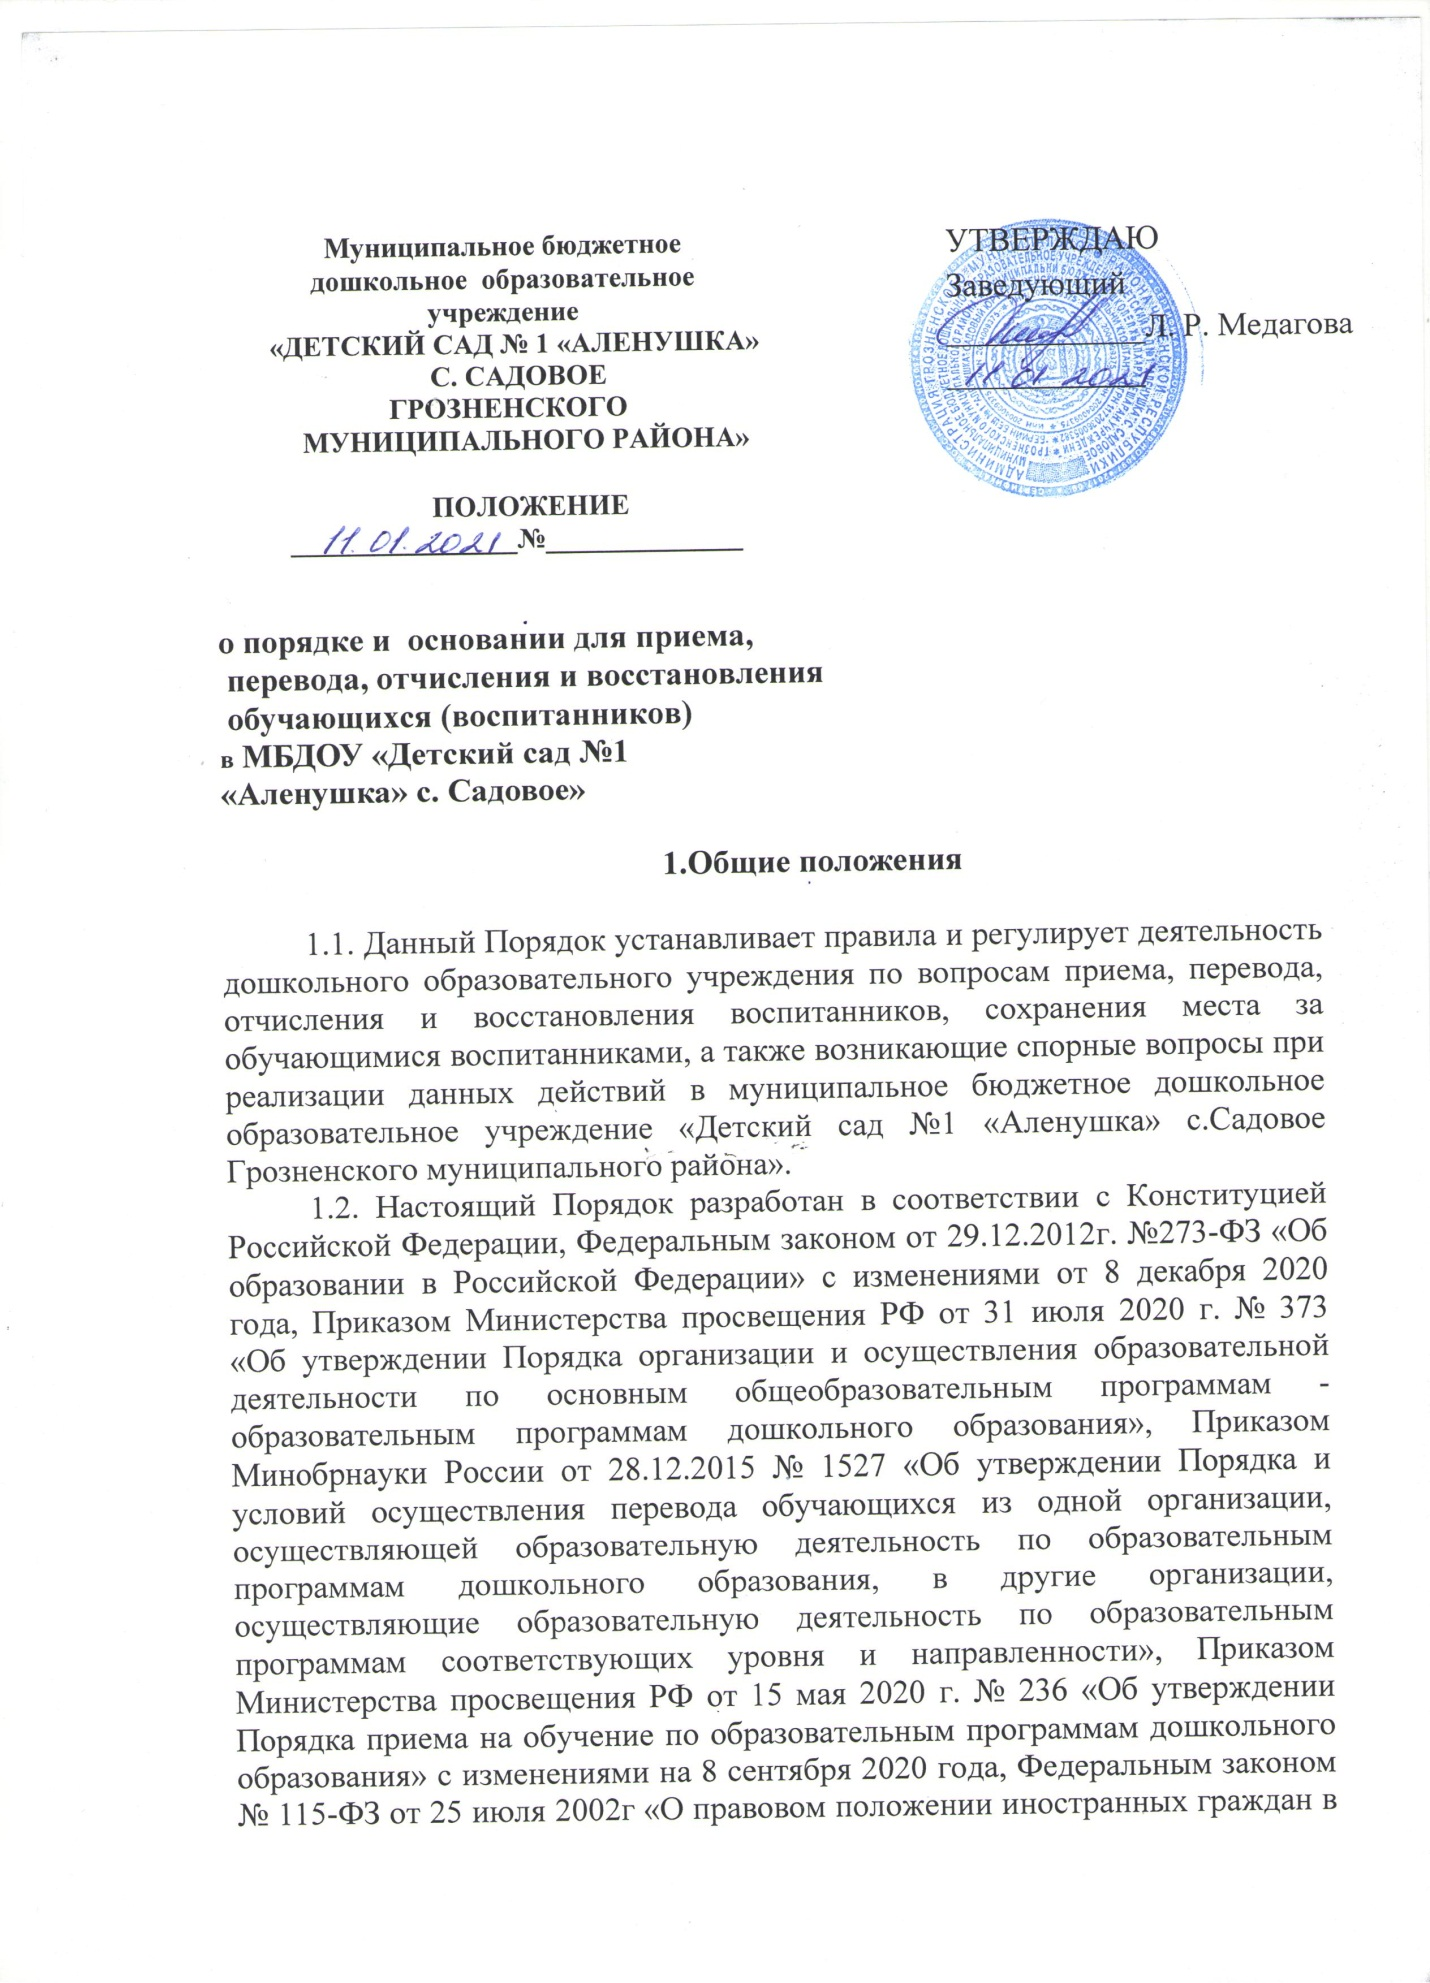 Муниципальное бюджетное
дошкольное образовательное
учреждение
«ДЕТСКИЙ САД № 1 «АЛЕНУШКА»
С. САДОВОЕ
ГРОЗНЕНСКОГО
МУНИЦИПАЛЬНОГО РАЙОНА»
УТВЕРЖДАЮ
Заведующий
Л. Р. Медагова
11 01 2021
ПОЛОЖЕНИЕ
11.01.2021 №
о порядке и основании для приема,
перевода, отчисления и восстановления
обучающихся (воспитанников)
в МБДОУ «Детский сад №1
«Аленушка» с. Садовое»
1.Общие положения
1.1. Данный Порядок устанавливает правила и регулирует деятельность
дошкольного образовательного учреждения по вопросам приема, перевода,
отчисления и восстановления воспитанников, сохранения места за
обучающимися воспитанниками, а также возникающие спорные вопросы при
реализации данных действий в муниципальное бюджетное дошкольное
образовательное учреждение «Детский сад №1 «Аленушка» с.Садовое
Грозненского муниципального района».
1.2. Настоящий Порядок разработан в соответствии с Конституцией
Российской Федерации, Федеральным законом от 29.12.2012г. №273-ФЗ «Об
образовании в Российской Федерации» с изменениями от 8 декабря 2020
года, Приказом Министерства просвещения РФ от 31 июля 2020 г. № 373
«Об утверждении Порядка организации и осуществления образовательной
деятельности по основным общеобразовательным программам -
образовательным программам дошкольного образования», Приказом
Минобрнауки России от 28.12.2015 № 1527 «Об утверждении Порядка и
условий осуществления перевода обучающихся из одной организации,
осуществляющей образовательную деятельность по образовательным
программам дошкольного образования, в другие организации,
осуществляющие образовательную деятельность по образовательным
программам соответствующих уровня и направленности», Приказом
Министерства просвещения РФ от 15 мая 2020 г. № 236 «Об утверждении
Порядка приема на обучение по образовательным программам дошкольного
образования» с изменениями на 8 сентября 2020 года, Федеральным законом
№ 115-ФЗ от 25 июля 2002г «О правовом положении иностранных граждан в